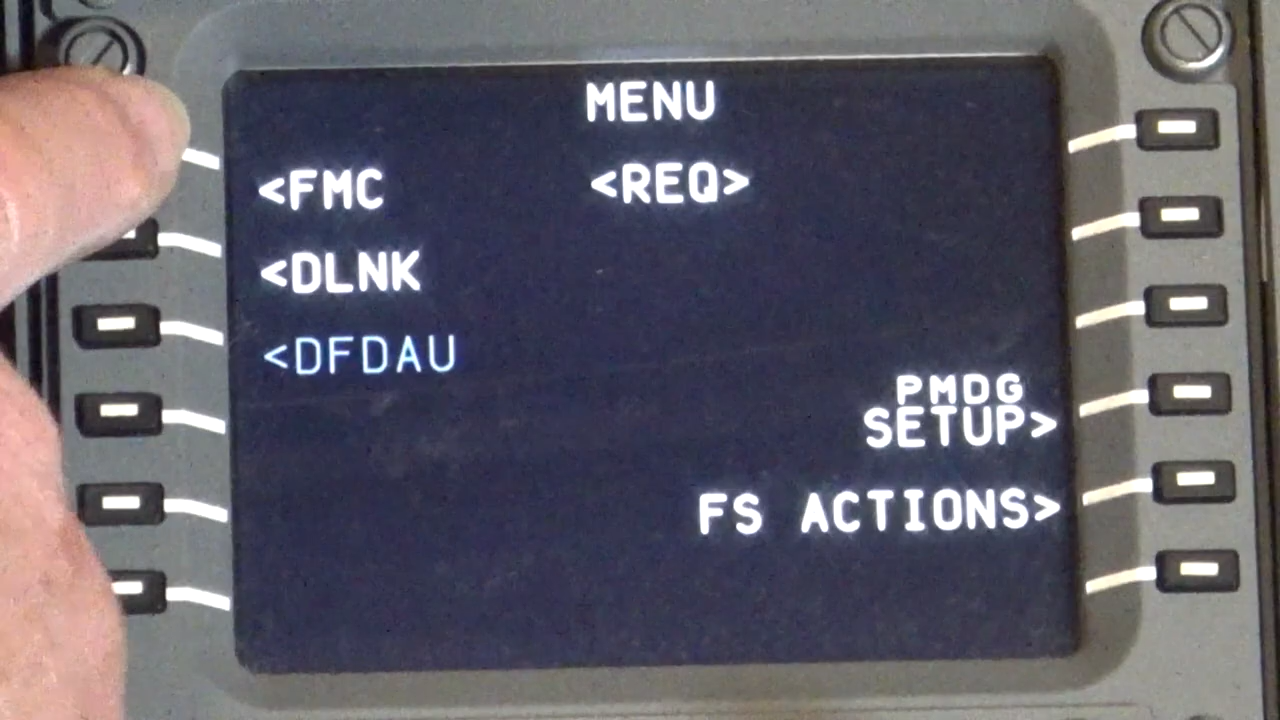 MENU
<FMC <REQ>
<DLNK
<DFDAU
PMDG
SETUP>
FS ACTIONS>